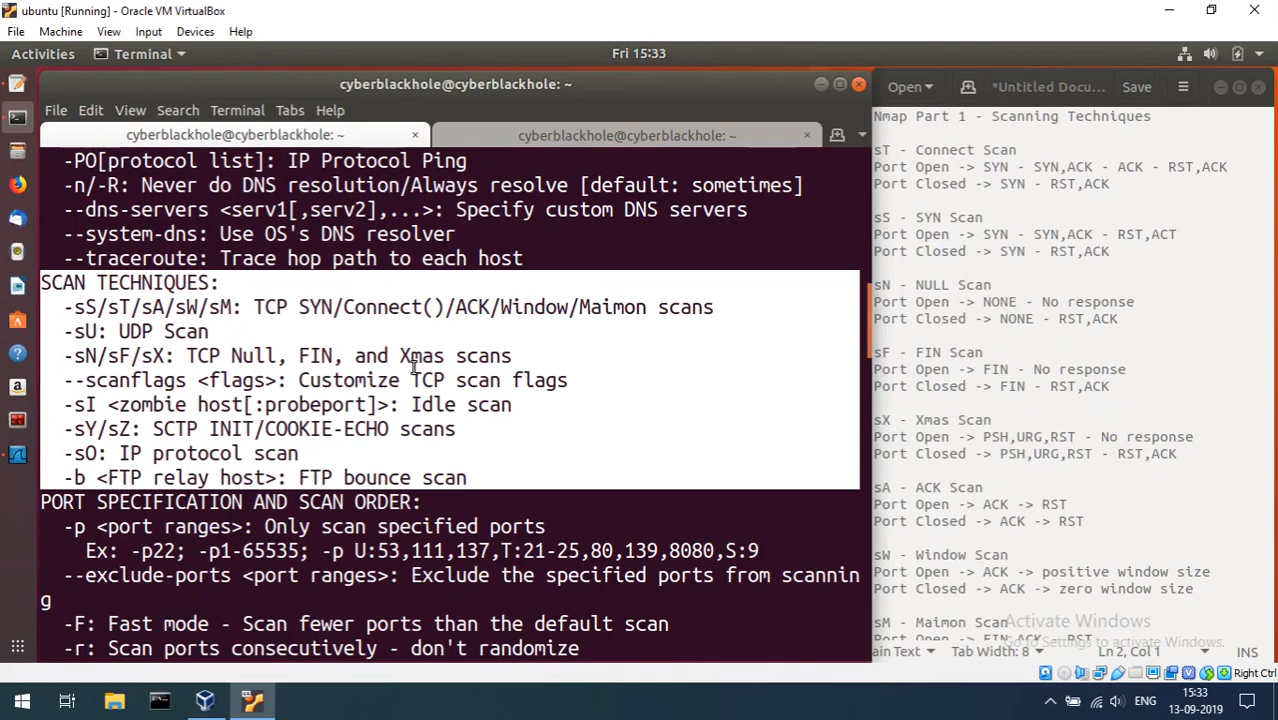 ubuntu [Running] - Oracle VM VirtualBox
File Machine View Input Devices Help
Activities Terminal Fri 15:33
cyberblackhole@cyberblackhole: ~
File Edit View Search Terminal Tabs Help
cyberblackhole@cyberblackhole: ~ × cyberblackhole@cyberblackhole: ~ ×
-PO[protocol list]: IP Protocol Ping
-n/-R: Never do DNS resolution/Always resolve [default: sometimes]
--dns-servers <serv1[,serv2],...>: Specify custom DNS servers
--system-dns: Use OS's DNS resolver
--traceroute: Trace hop path to each host
SCAN TECHNIQUES:
-sS/sT/sA/sW/sM: TCP SYN/Connect()/ACK/Window/Maimon scans
-sU: UDP Scan
-sN/sF/sX: TCP Null, FIN, and Xmas scans
--scanflags <flags>: Customize TCP scan flags
-sI <zombie host[:probeport]>: Idle scan
-sY/sZ: SCTP INIT/COOKIE-ECHO scans
-sO: IP protocol scan
-b <FTP relay host>: FTP bounce scan
PORT SPECIFICATION AND SCAN ORDER:
-p <port ranges>: Only scan specified ports
Ex: -p22; -p1-65535; -p U:53,111,137,T:21-25,80,139,8080,S:9
--exclude-ports <port ranges>: Exclude the specified ports from scannin
g
-F: Fast mode - Scan fewer ports than the default scan
-r: Scan ports consecutively - don't randomize
Open *Untitled Docu... Save
Nmap Part 1 - Scanning Techniques
sT - Connect Scan
Port Open -> SYN - SYN,ACK - ACK - RST,ACK
Port Closed -> SYN - RST,ACK
sS - SYN Scan
Port Open -> SYN - SYN,ACK - RST,ACT
Port Closed -> SYN - RST,ACK
sN - NULL Scan
Port Open -> NONE - No response
Port Closed -> NONE - RST,ACK
sF - FIN Scan
Port Open -> FIN - No response
Port Closed -> FIN - RST,ACK
sX - Xmas Scan
Port Open -> PSH,URG,RST - No response
Port Closed -> PSH,URG,RST - RST,ACK
sA - ACK Scan
Port Open -> ACK -> RST
Port Closed -> ACK -> RST
sW - Window Scan
Port Open -> ACK -> positive window size
Port Closed -> ACK -> zero window size
sM - Maimon Scan
Port Open -> FIN,ACK -> RST
Activate Windows
Go to Settings to activate Windows.
ain Text Tab Width: 8 Ln 2, Col 1 INS
Right Ctrl
ENG 15:33
13-09-2019